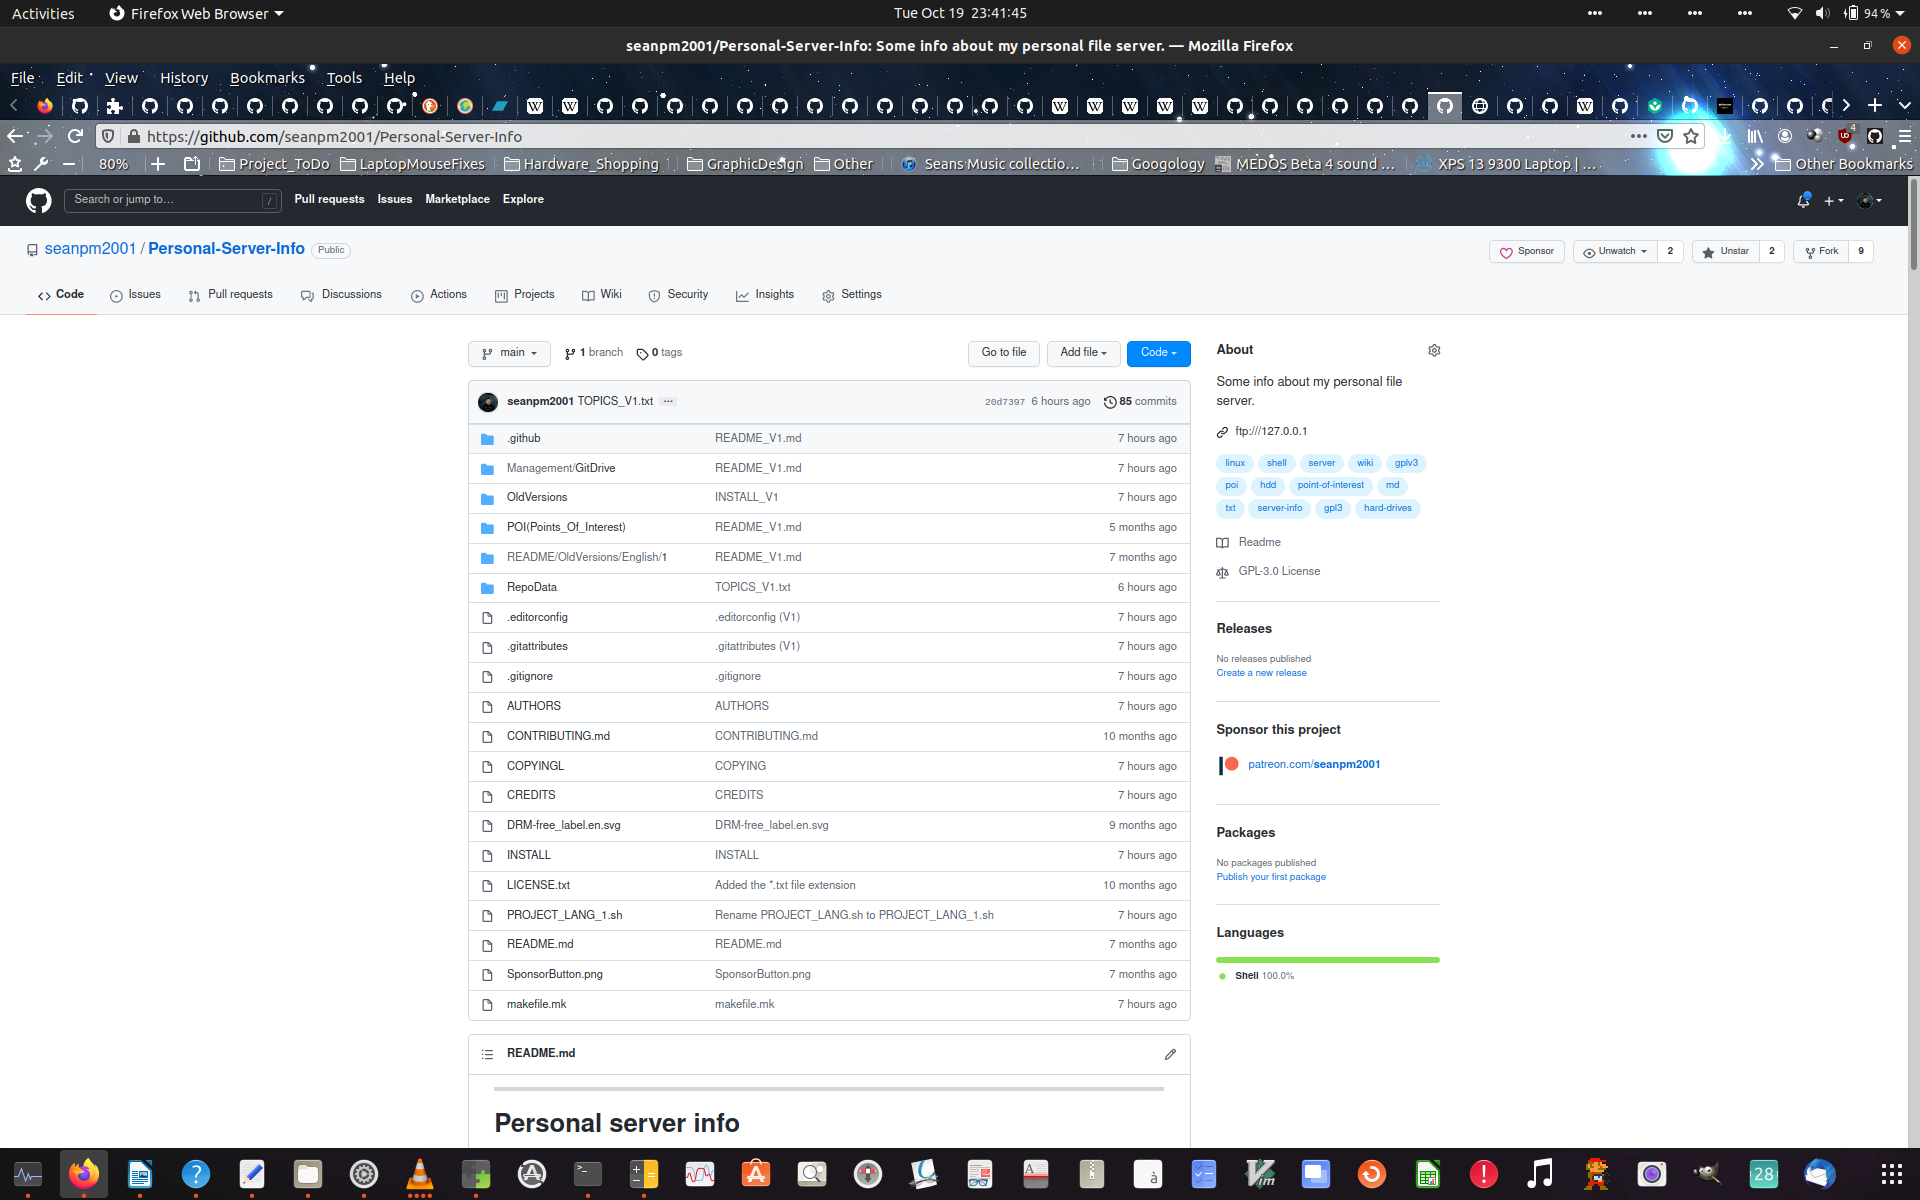 Activities Firefox Web Browser Tue Oct 19 23:41:45 94 %
seanpm2001/Personal-Server-Info: Some info about my personal file server. — Mozilla Firefox
File Edit View History Bookmarks Tools Help
https://github.com/seanpm2001/Personal-Server-Info
80% Project_ToDo LaptopMouseFixes Hardware_Shopping GraphicDesign Other Seans Music collectio… Googology MEDOS Beta 4 sound … XPS 13 9300 Laptop | … Other Bookmarks
Search or jump to… / Pull requests Issues Marketplace Explore
seanpm2001 / Personal-Server-Info Public
Sponsor Unwatch 2 Unstar 2 Fork 9
Code Issues Pull requests Discussions Actions Projects Wiki Security Insights Settings
main 1 branch 0 tags Go to file Add file Code
seanpm2001 TOPICS_V1.txt ... 20d7397 6 hours ago 85 commits
.github README_V1.md 7 hours ago
Management/GitDrive README_V1.md 7 hours ago
OldVersions INSTALL_V1 7 hours ago
POI(Points_Of_Interest) README_V1.md 5 months ago
README/OldVersions/English/1 README_V1.md 7 months ago
RepoData TOPICS_V1.txt 6 hours ago
.editorconfig .editorconfig (V1) 7 hours ago
.gitattributes .gitattributes (V1) 7 hours ago
.gitignore .gitignore 7 hours ago
AUTHORS AUTHORS 7 hours ago
CONTRIBUTING.md CONTRIBUTING.md 10 months ago
COPYINGL COPYING 7 hours ago
CREDITS CREDITS 7 hours ago
DRM-free_label.en.svg DRM-free_label.en.svg 9 months ago
INSTALL INSTALL 7 hours ago
LICENSE.txt Added the *.txt file extension 10 months ago
PROJECT_LANG_1.sh Rename PROJECT_LANG.sh to PROJECT_LANG_1.sh 7 hours ago
README.md README.md 7 months ago
SponsorButton.png SponsorButton.png 7 months ago
makefile.mk makefile.mk 7 hours ago
README.md
Personal server info
About
Some info about my personal file
server.
ftp:///127.0.0.1
linux shell server wiki gplv3
poi hdd point-of-interest md
txt server-info gpl3 hard-drives
Readme
GPL-3.0 License
Releases
No releases published
Create a new release
Sponsor this project
patreon.com/seanpm2001
Packages
No packages published
Publish your first package
Languages
Shell 100.0%
28